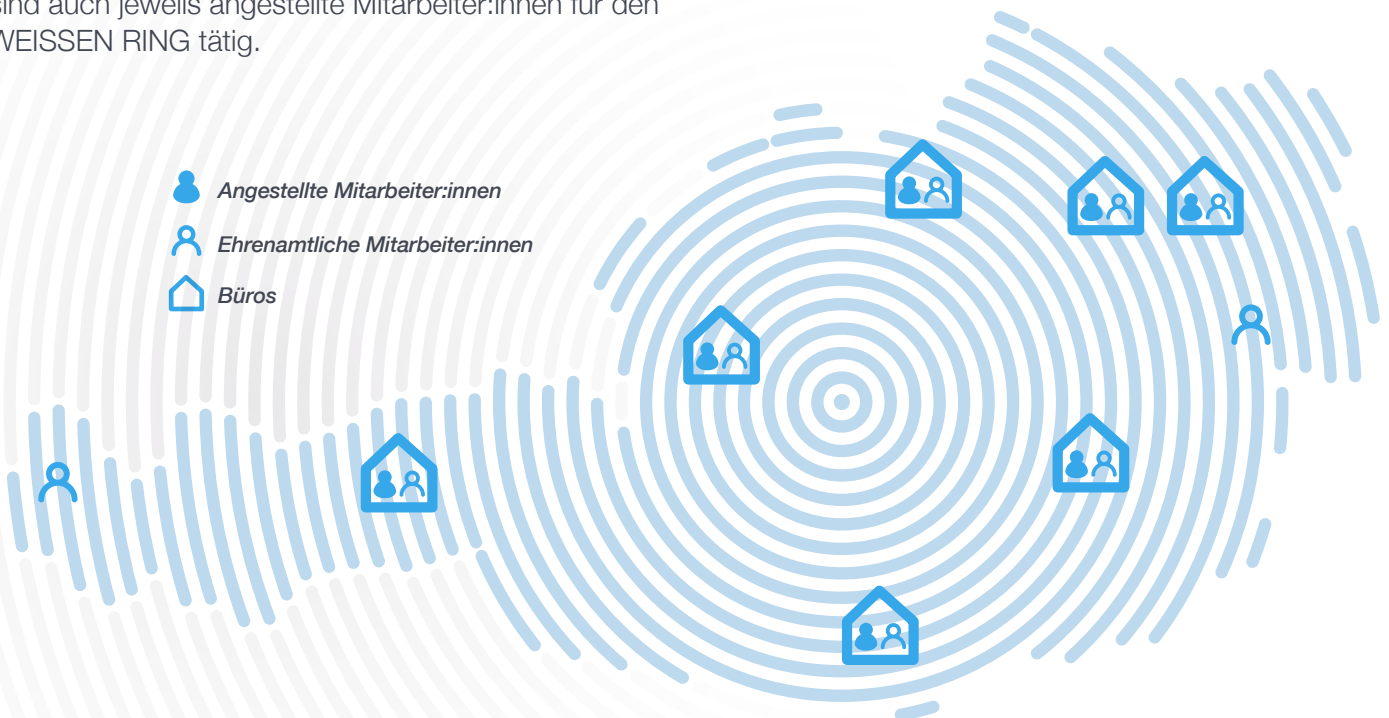 sind auch jeweils angestellte Mitarbeiter:innen für den
WEISSEN RING tätig.
Angestellte Mitarbeiter:innen
Ehrenamtliche Mitarbeiter:innen
Büros